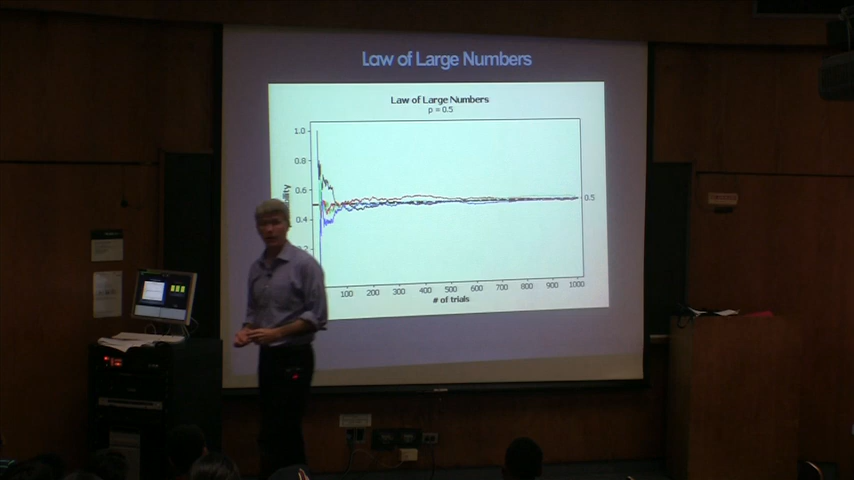 Law of Large Numbers
Law of Large Numbers
p = 0.5
1.0
0.8
0.6
0.4
0.2
0.5
100 200 300 400 500 600 700 800 900 1000
# of trials